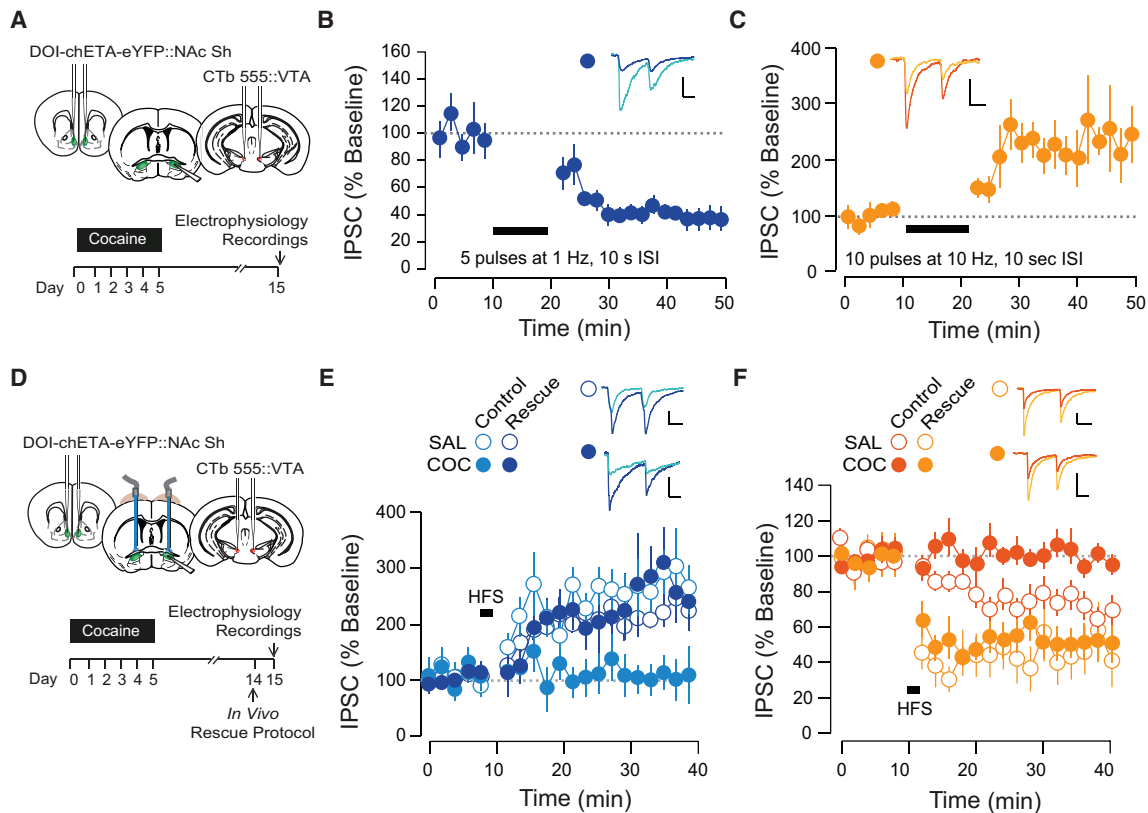 A
DOI-chETA-eYFP::NAc Sh
CTb 555::VTA
Electrophysiology
Recordings
Cocaine
Day
0 1 2 3 4 5
15
B
160
140
120
100
80
60
40
20
0
IPSC (% Baseline)
5 pulses at 1 Hz, 10 s ISI
0 10 20 30 40 50
Time (min)
C
400
300
200
100
0
IPSC (% Baseline)
10 pulses at 10 Hz, 10 sec ISI
0 10 20 30 40 50
Time (min)
D
DOI-chETA-eYFP::NAc Sh
CTb 555::VTA
Electrophysiology
Recordings
Cocaine
Day
0 1 2 3 4 5
14 15
In Vivo
Rescue Protocol
E
Control
Rescue
SAL
COC
400
300
200
100
0
IPSC (% Baseline)
HFS
0 10 20 30 40
Time (min)
F
Control
Rescue
SAL
COC
140
120
100
80
60
40
20
0
IPSC (% Baseline)
HFS
0 10 20 30 40
Time (min)